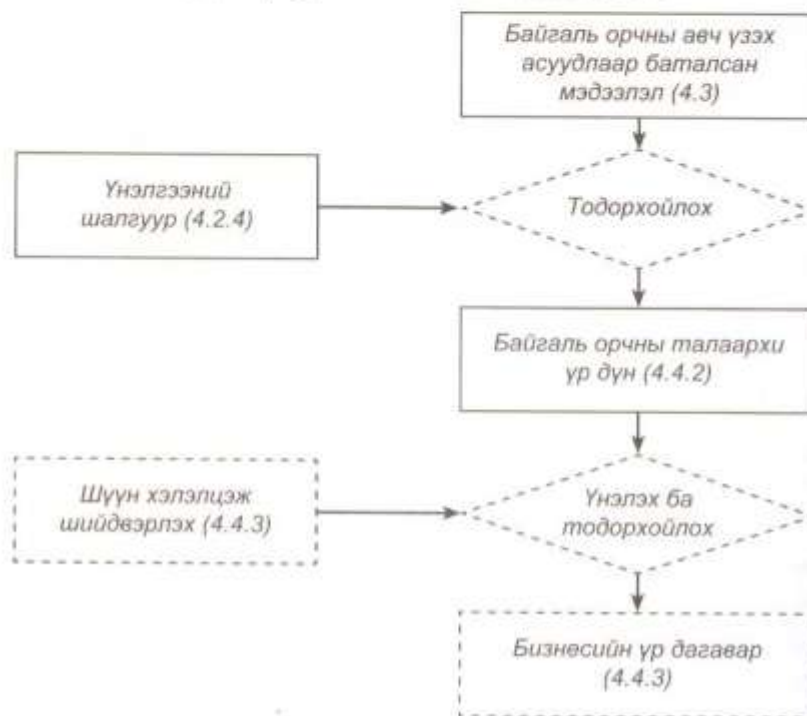 Байгаль орчны авч үзэх
асуудлаар баталсан
мэдээлэл (4.3)
Үнэлгээний
шалгуур (4.2.4)
Тодорхойлох
Байгаль орчны талаархи
үр дүн (4.4.2)
Шүүн хэлэлцэж
шийдвэрлэх (4.4.3)
Үнэлэх ба
тодорхойлох
Бизнесийн үр дагавар
(4.4.3)